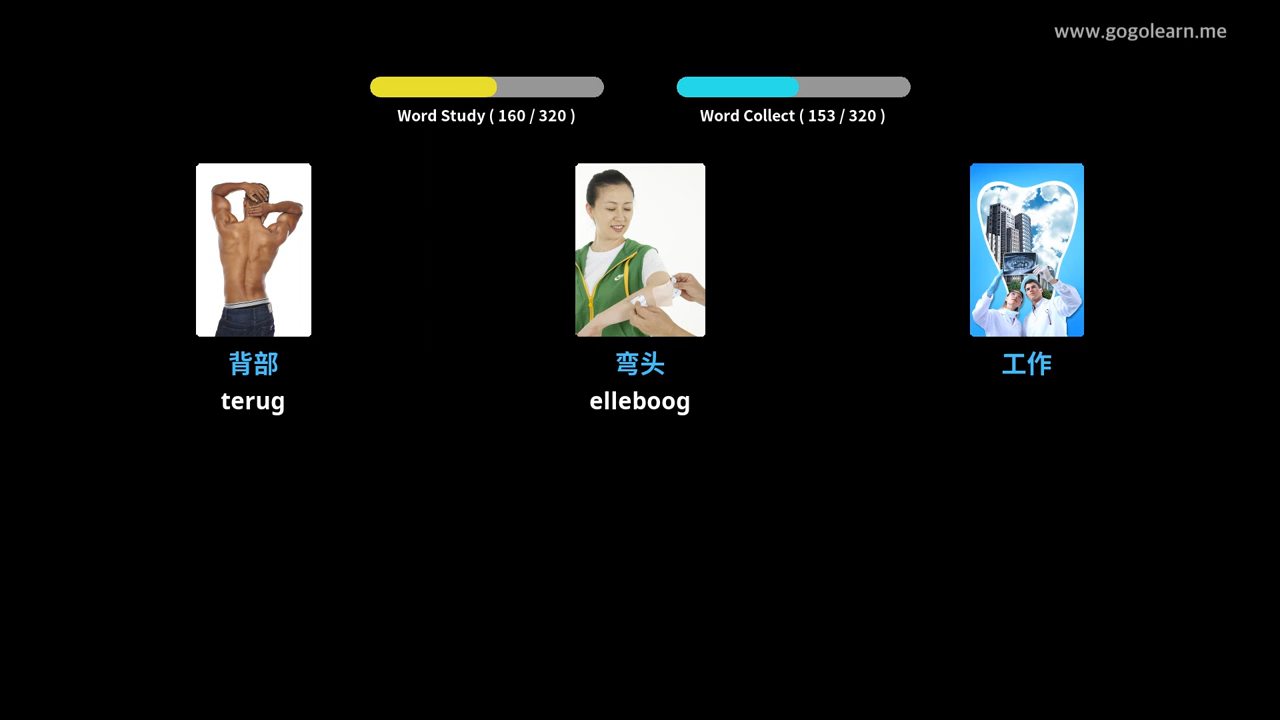 www.gogolearn.me
Word Study ( 160 / 320 )
Word Collect ( 153 / 320 )
背部
弯头
工作
terug
elleboog